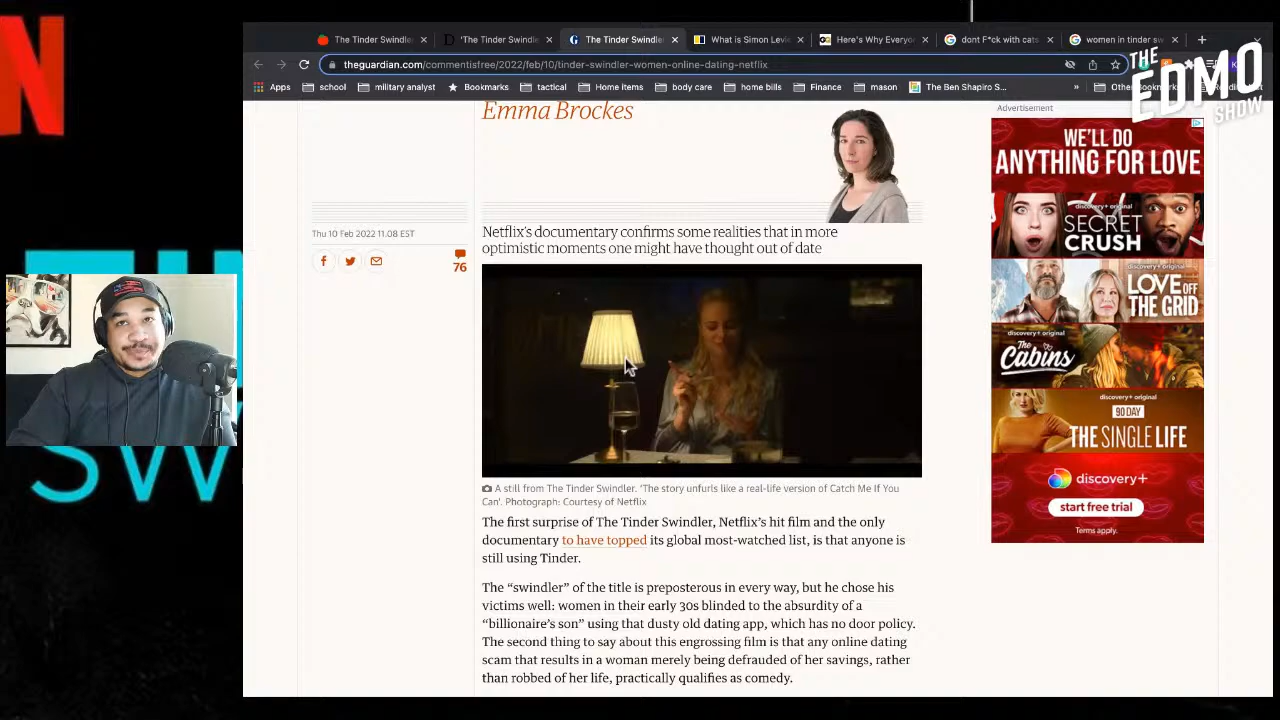 N
THE
EDMO
SHOW
The Tinder Swindle
'The Tinder Swindle
The Tinder Swindle
What is Simon Levie
Here's Why Everyo
dont F*ck with cats
women in tinder sw
theguardian.com/commentisfree/2022/feb/10/tinder-swindler-women-online-dating-netflix
Apps school military analyst Bookmarks tactical Home items body care home bills Finance mason The Ben Shapiro S...
Emma Brockes
Thu 10 Feb 2022 11.08 EST
76
Netflix's documentary confirms some realities that in more
optimistic moments one might have thought out of date
A still from The Tinder Swindler. 'The story unfurls like a real-life version of Catch Me If You
Can'. Photograph: Courtesy of Netflix
The first surprise of The Tinder Swindler, Netflix's hit film and the only
documentary to have topped its global most-watched list, is that anyone is
still using Tinder.
The “swindler” of the title is preposterous in every way, but he chose his
victims well: women in their early 30s blinded to the absurdity of a
“billionaire's son” using that dusty old dating app, which has no door policy.
The second thing to say about this engrossing film is that any online dating
scam that results in a woman merely being defrauded of her savings, rather
than robbed of her life, practically qualifies as comedy.
Advertisement
WE'LL DO
ANYTHING FOR LOVE
discovery+ original
SECRET
CRUSH
discovery+ original
LOVE OFF
THE GRID
discovery+ original
The
Cabins
discovery+ original
90 DAY
THE SINGLE LIFE
discovery+
start free trial
Terms apply.
SW